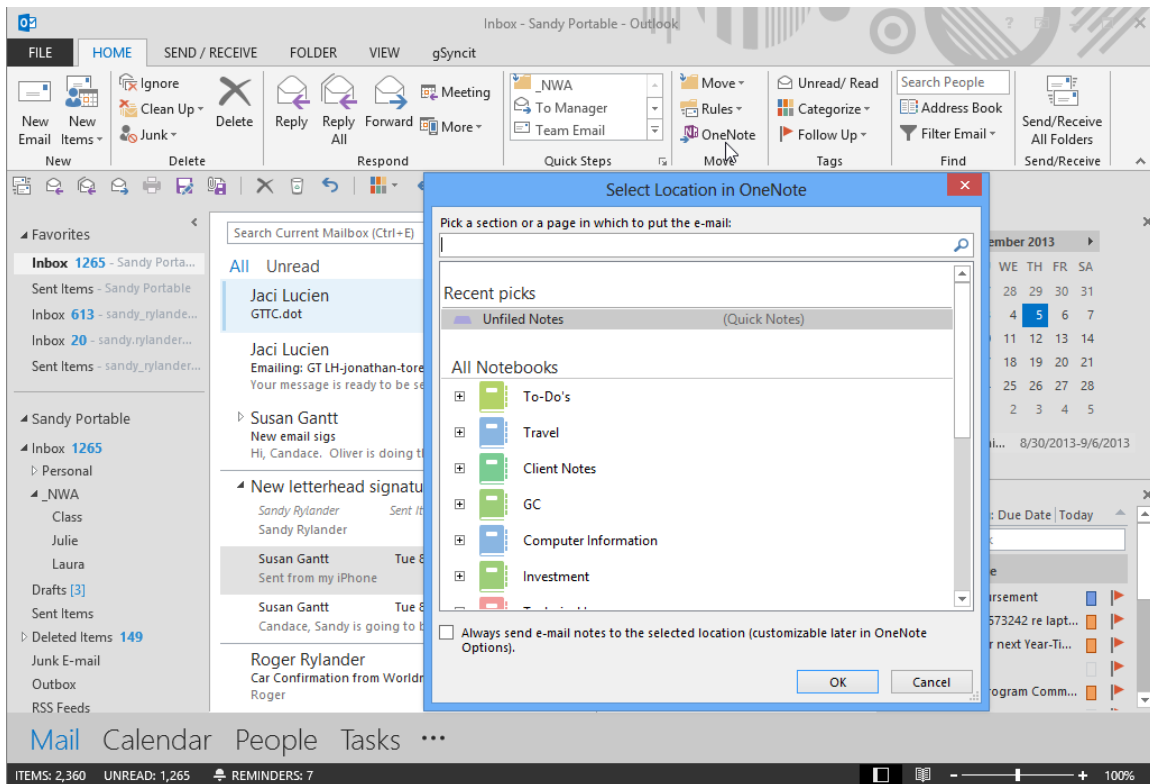 Inbox - Sandy Portable - Outlook
FILE HOME SEND / RECEIVE FOLDER VIEW gSyncit
New Email
New Items
New
Ignore
Clean Up
Junk
Delete
Delete
Reply
Reply All
Forward
Meeting
More
Respond
_NWA
To Manager
Team Email
Quick Steps
Move
Rules
OneNote
Move
Unread/ Read
Categorize
Follow Up
Tags
Search People
Address Book
Filter Email
Find
Send/Receive All Folders
Send/Receive
Favorites
Inbox 1265 - Sandy Porta...
Sent Items - Sandy Portable
Inbox 613 - sandy_rylande...
Inbox 20 - sandy.rylander...
Sent Items - sandy_rylander...
Sandy Portable
Inbox 1265
Personal
_NWA
Class
Julie
Laura
Drafts [3]
Sent Items
Deleted Items 149
Junk E-mail
Outbox
RSS Feeds
Search Current Mailbox (Ctrl+E)
All Unread
Jaci Lucien
GTTC.dot
Jaci Lucien
Emailing: GT LH-jonathan-tore
Your message is ready to be se
Susan Gantt
New email sigs
Hi, Candace. Oliver is doing t
New letterhead signatu
Sandy Rylander Sent It
Sandy Rylander
Susan Gantt Tue 8
Sent from my iPhone
Susan Gantt Tue 8
Candace, Sandy is going to b
Roger Rylander
Car Confirmation from Worldr
Roger
Select Location in OneNote
Pick a section or a page in which to put the e-mail:
Recent picks
Unfiled Notes (Quick Notes)
All Notebooks
To-Do's
Travel
Client Notes
GC
Computer Information
Investment
Always send e-mail notes to the selected location (customizable later in OneNote
Options).
OK Cancel
ember 2013
WE TH FR SA
28 29 30 31
4 5 6 7
11 12 13 14
18 19 20 21
25 26 27 28
2 3 4 5
8/30/2013-9/6/2013
: Due Date Today
rsement
573242 re lapt...
r next Year-Ti...
rogram Comm...
Mail Calendar People Tasks ...
ITEMS: 2,360 UNREAD: 1,265 REMINDERS: 7 100%